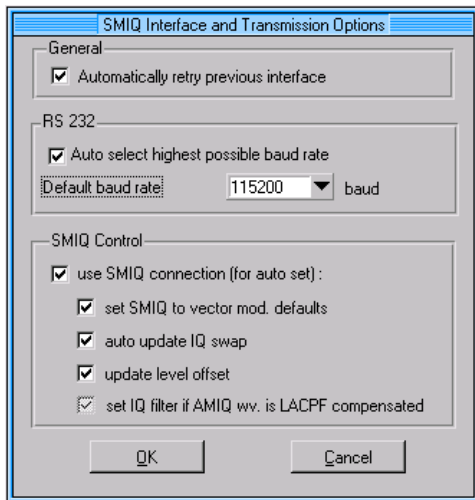 SMIQ Interface and Transmission Options
General
Automatically retry previous interface
RS 232
Auto select highest possible baud rate
Default baud rate 115200 baud
SMIQ Control
use SMIQ connection (for auto set) :
set SMIQ to vector mod. defaults
auto update IQ swap
update level offset
set IQ filter if AMIQ wv. is LACPF compensated
OK Cancel